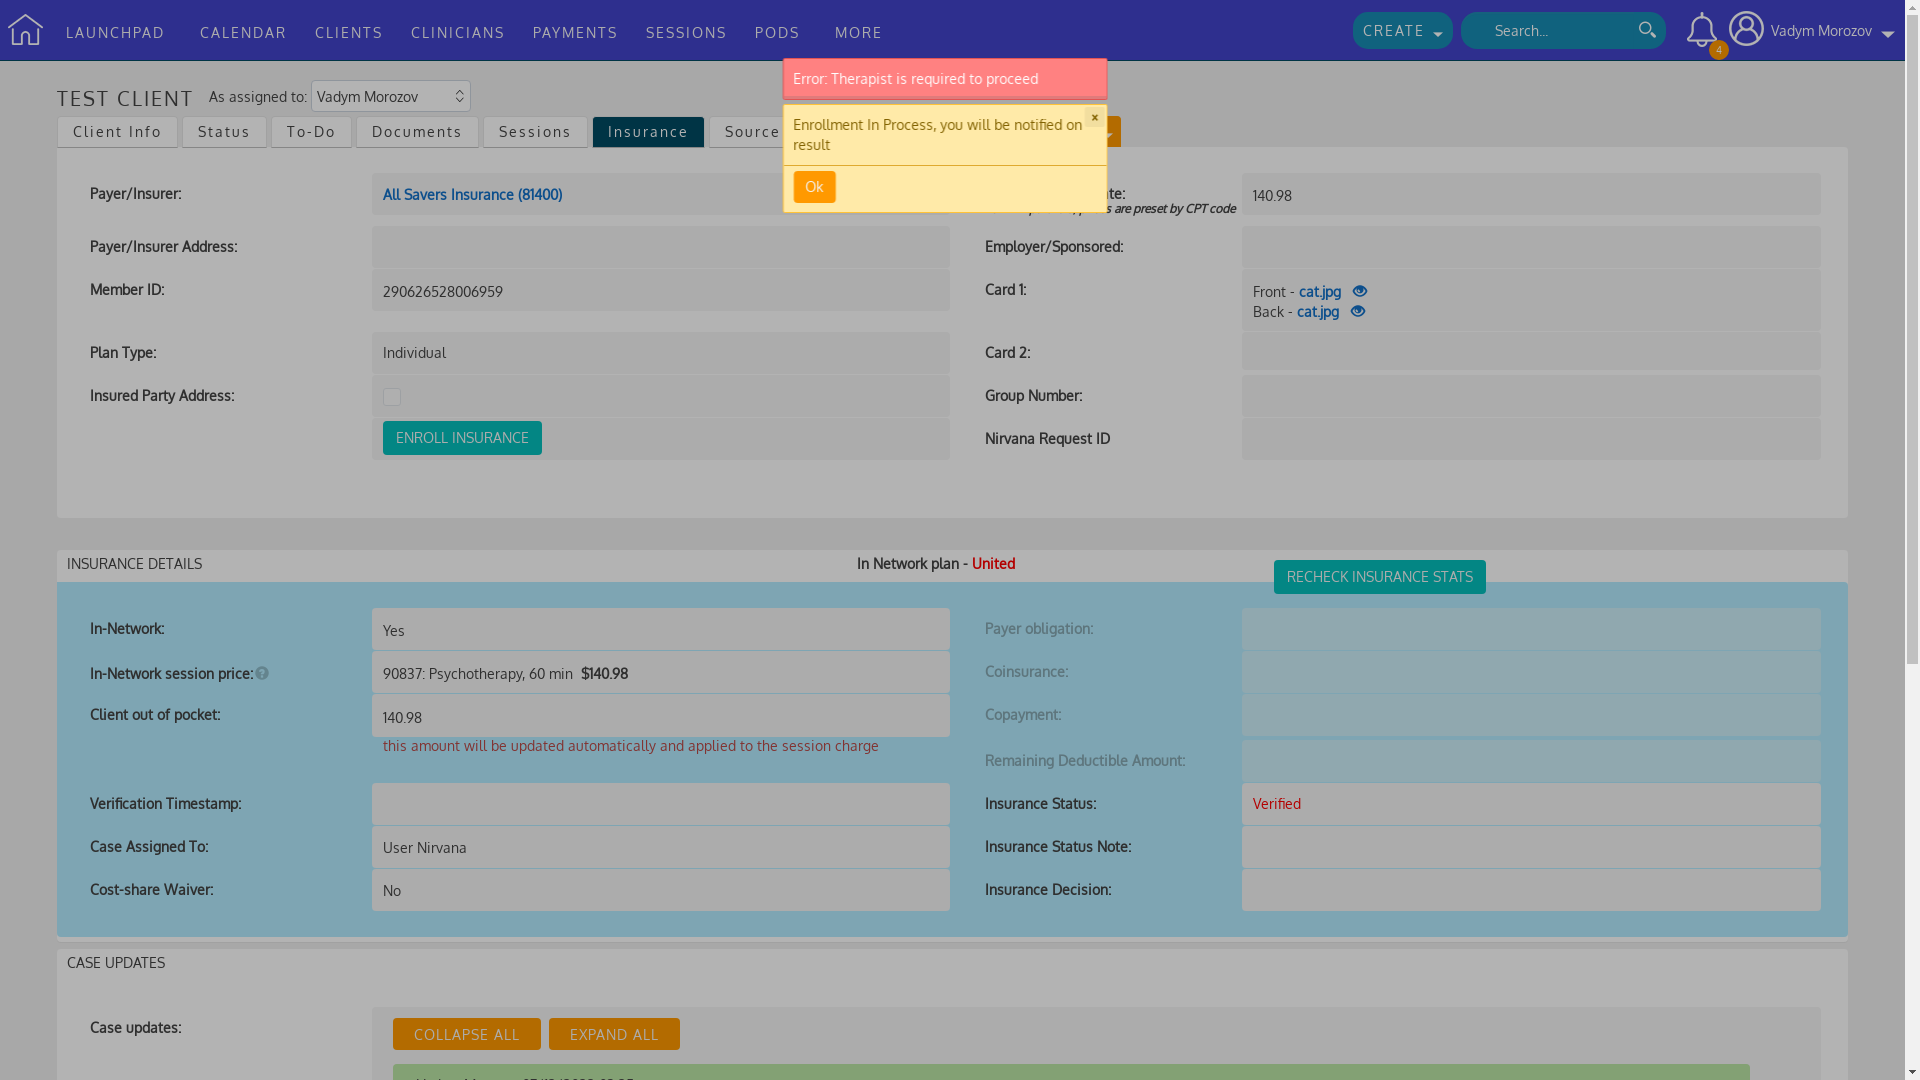 LAUNCHPAD CALENDAR CLIENTS CLINICIANS PAYMENTS SESSIONS PODS MORE CREATE Search... 4 Vadym Morozov
Error: Therapist is required to proceed
TEST CLIENT As assigned to: Vadym Morozov
Enrollment In Process, you will be notified on
result
×
Ok
Client Info Status To-Do Documents Sessions Insurance Source
Payer/Insurer: All Savers Insurance (81400) 140.98
are preset by CPT code
Payer/Insurer Address: Employer/Sponsored:
Member ID: 290626528006959 Card 1: Front - cat.jpg
Back - cat.jpg
Plan Type: Individual Card 2:
Insured Party Address: Group Number:
ENROLL INSURANCE Nirvana Request ID
INSURANCE DETAILS In Network plan - United
RECHECK INSURANCE STATS
In-Network: Yes Payer obligation:
In-Network session price: ? 90837: Psychotherapy, 60 min $140.98 Coinsurance:
Client out of pocket: 140.98 Copayment:
this amount will be updated automatically and applied to the session charge
Remaining Deductible Amount:
Verification Timestamp: Insurance Status: Verified
Case Assigned To: User Nirvana Insurance Status Note:
Cost-share Waiver: No Insurance Decision:
CASE UPDATES
Case updates: COLLAPSE ALL EXPAND ALL